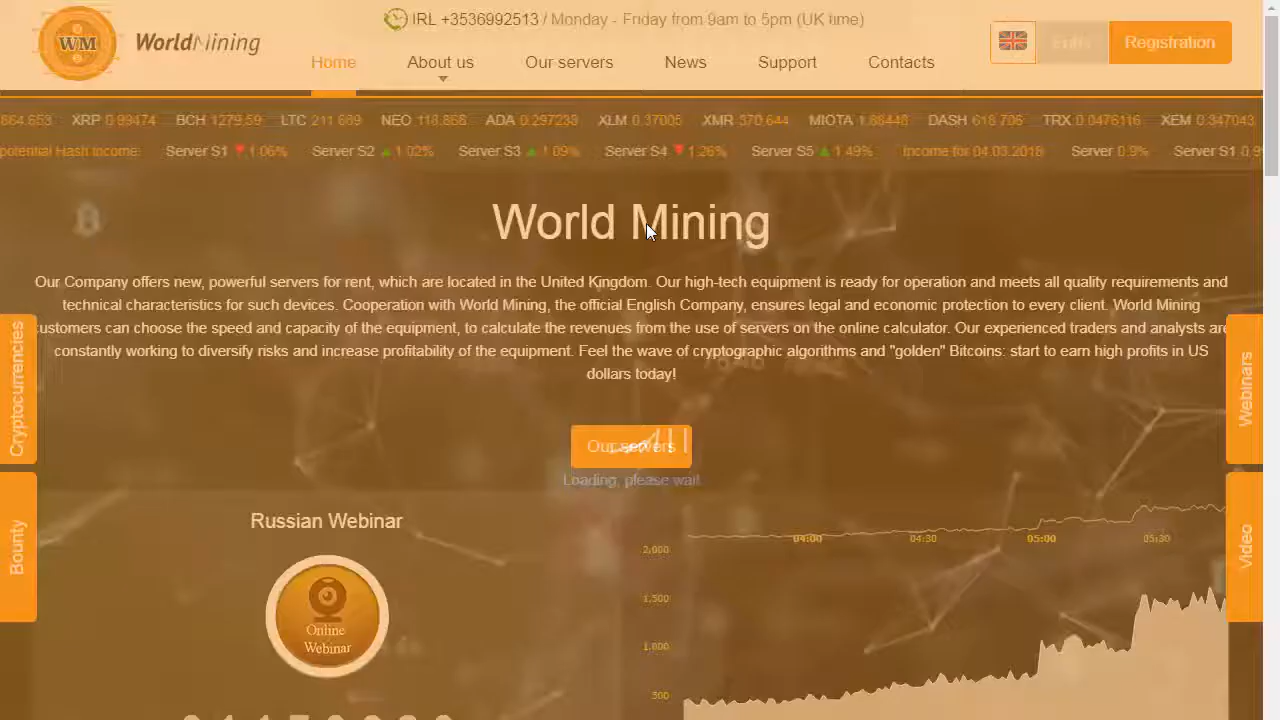 IRL +3536992513 / Monday - Friday from 9am to 5pm (UK time)
WM
WorldMining
Registration
Home
About us
Our servers
News
Support
Contacts
864.653 XRP 0.99474 BCH 1279.59 LTC 211.669 NEO 118.858 ADA 0.297233 XLM 0.37005 XMR 370.644 MIOTA 1.88448 DASH 618.706 TRX 0.0476116 XEM 0.347043
potential Hash Income: Server S1 1.06% Server S2 1.02% Server S3 1.09% Server S4 1.26% Server S5 1.49% Income for 04.03.2018 Server 0.9% Server S1 0.9
World Mining
Our Company offers new, powerful servers for rent, which are located in the United Kingdom. Our high-tech equipment is ready for operation and meets all quality requirements and
technical characteristics for such devices. Cooperation with World Mining, the official English Company, ensures legal and economic protection to every client. World Mining
customers can choose the speed and capacity of the equipment, to calculate the revenues from the use of servers on the online calculator. Our experienced traders and analysts are
constantly working to diversify risks and increase profitability of the equipment. Feel the wave of cryptographic algorithms and "golden" Bitcoins: start to earn high profits in US
dollars today!
Cryptocurrencies
Webinars
Our servers
Loading, please wait
Bounty
Video
Russian Webinar
Online
Webinar
04:00 04:30 05:00 05:30
2,000
1,500
1,000
500